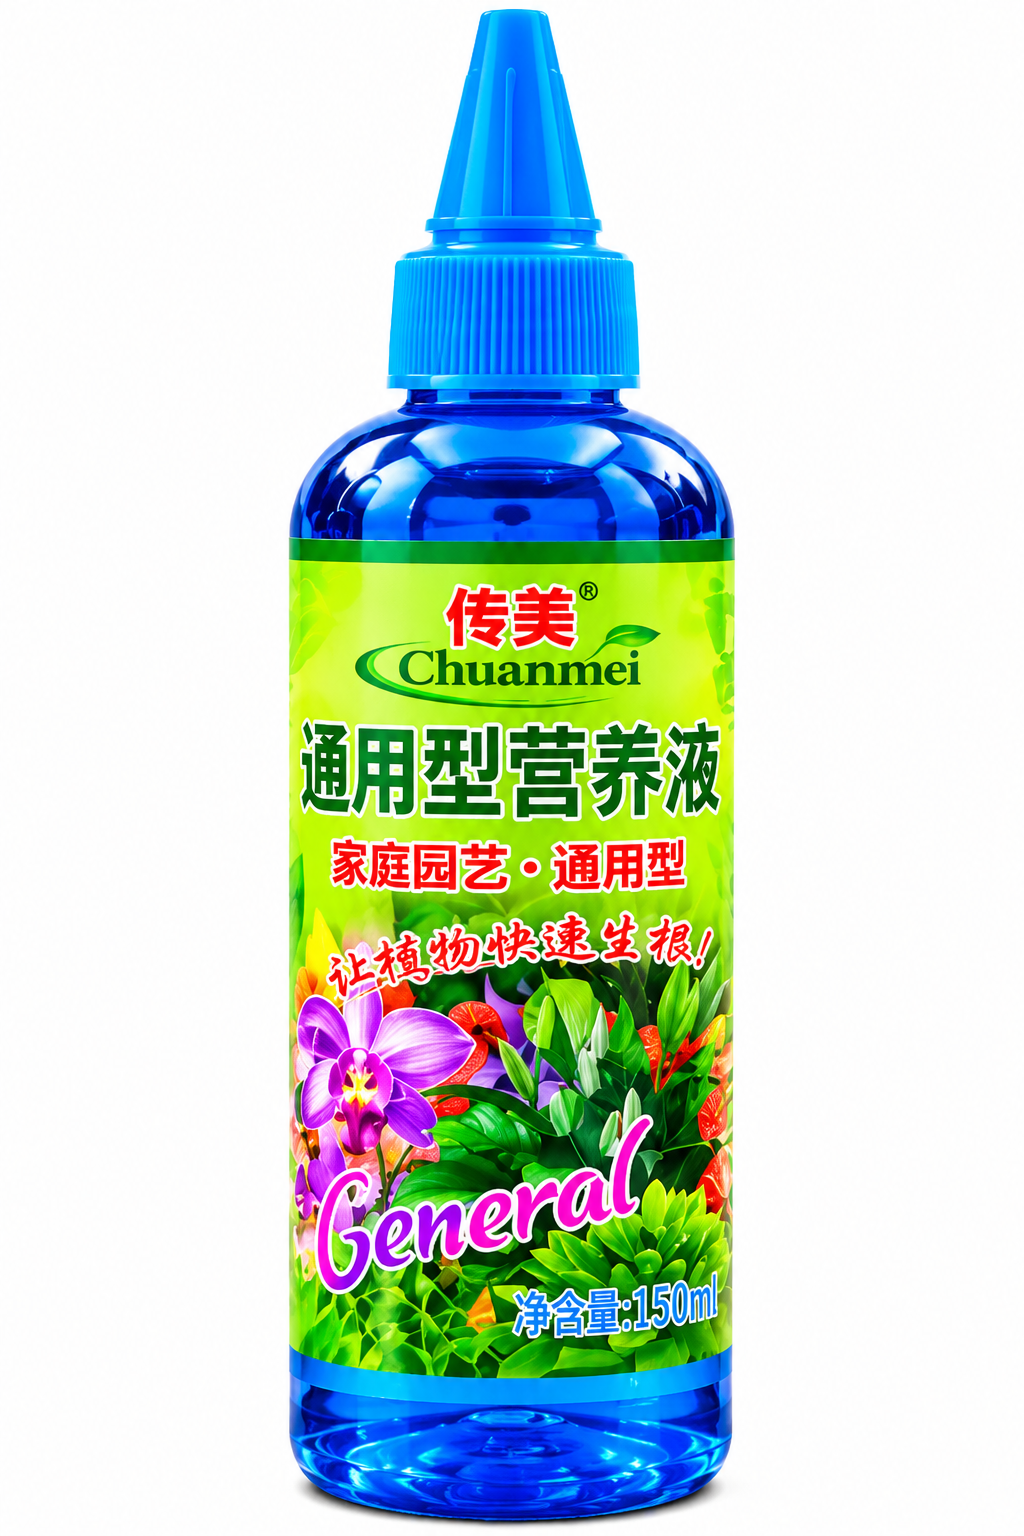 传美®
Chuanmei
通用型营养液
家庭园艺·通用型
让植物快速生根!
General
净含量:150ml